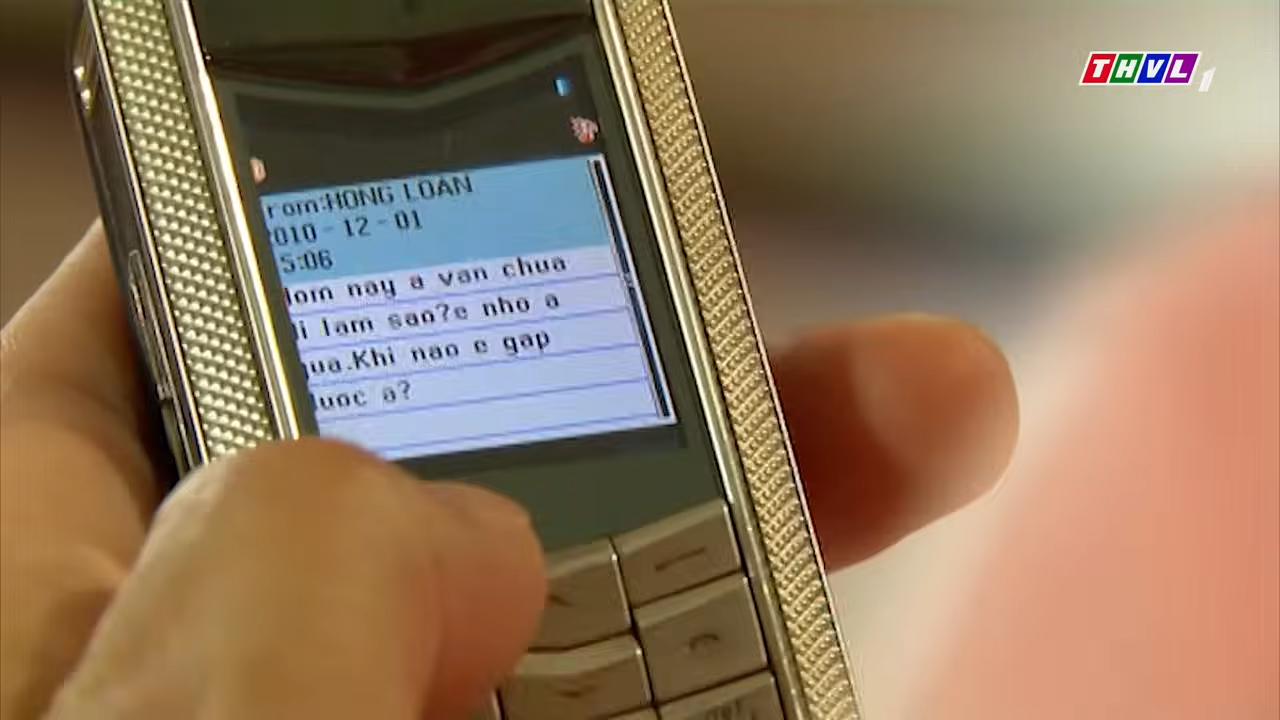 THVL1
rom:HONG LOAN
010-12-01
5:06
lom nay a van chua
i lam sao?e nho a
ua.Khi nao e gap
uoc a?